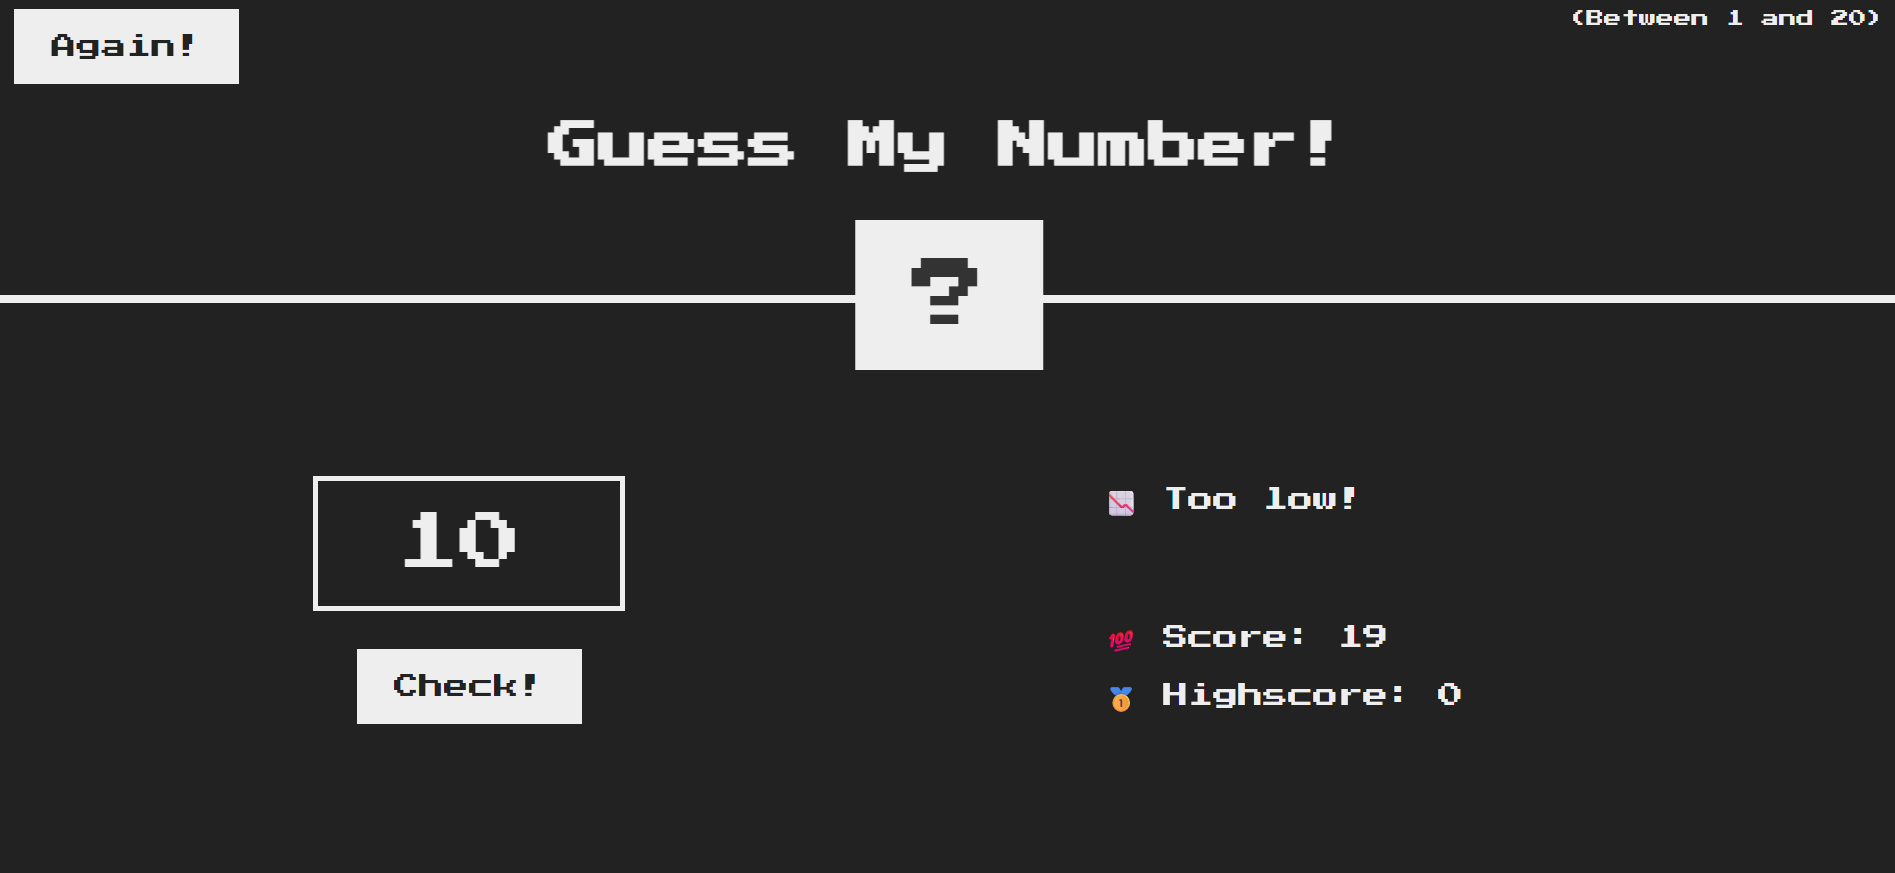 Again!
(Between 1 and 20)
Guess My Number!
?
10
Check!
📉 Too low!
💯 Score: 19
🥇 Highscore: 0